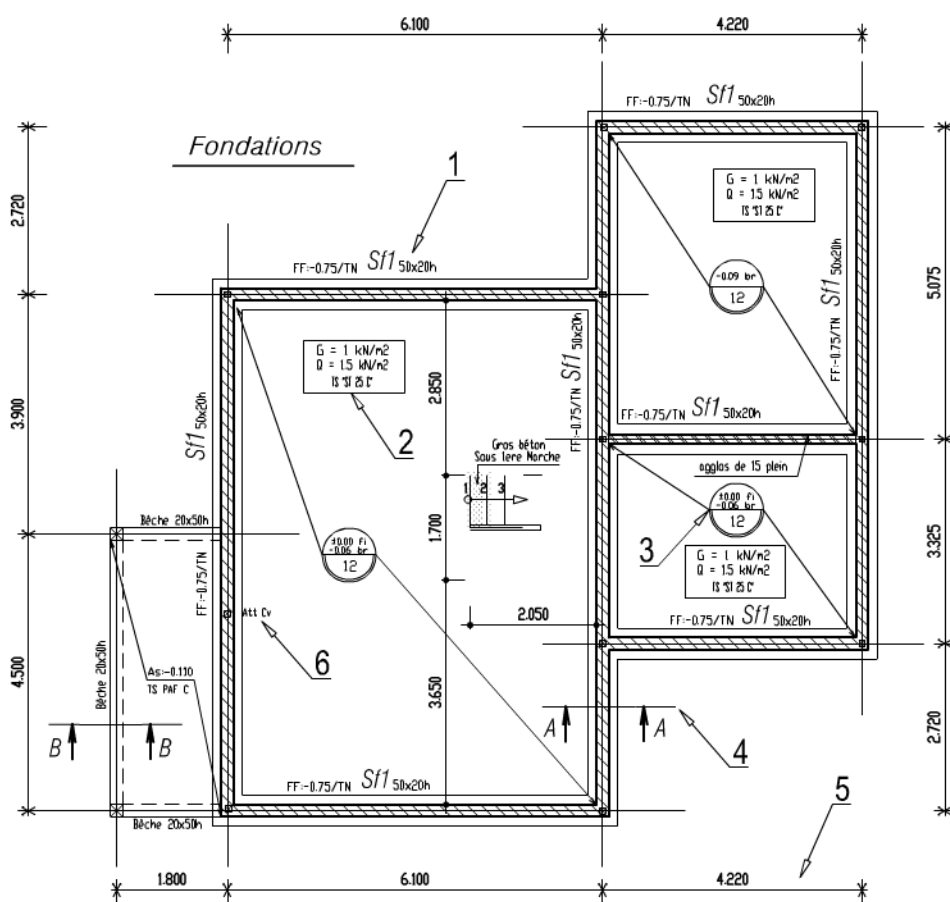 6.100
4.220
FF:-0.75/TN Sf1 50x20h
Fondations
1
2.720
G = 1 kN/m2
Q = 1.5 kN/m2
TS "ST 25 C"
FF:-0.75/TN Sf1 50x20h
-0.09 br
12
FF:-0.75/TN Sf1 50x20h
5.075
G = 1 kN/m2
Q = 1.5 kN/m2
TS "ST 25 C"
2
2.850
FF:-0.75/TN Sf1 50x20h
3.900
FF:-0.75/TN Sf1 50x20h
FF:-0.75/TN Sf1 50x20h
Gros béton
Sous 1ere Marche
1 2 3
agglos de 15 plein
Bêche 20x50h
±0.00 fi
-0.06 br
12
1.700
3
±0.00 fi
-0.06 br
12
G = 1 kN/m2
Q = 1.5 kN/m2
TS "ST 25 C"
3.325
Att Cv
2.050
FF:-0.75/TN Sf1 50x20h
6
4.500
Bêche 20x50h
As:-0.110
TS PAF C
3.650
B B
A A
4
2.720
FF:-0.75/TN Sf1 50x20h
5
Bêche 20x50h
1.800
6.100
4.220